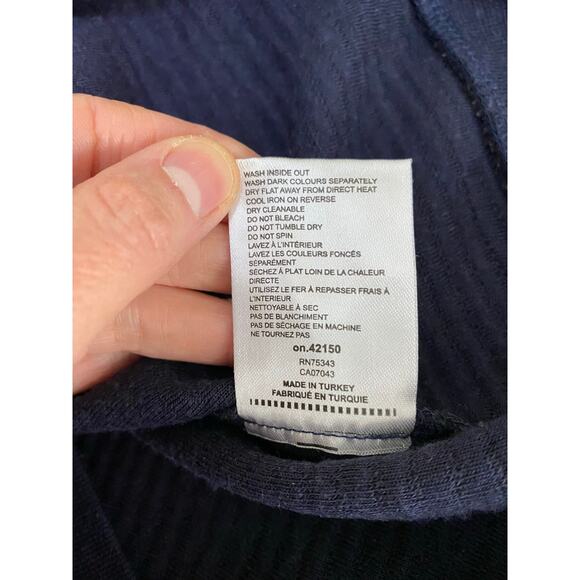 WASH INSIDE OUT
WASH DARK COLOURS SEPARATELY
DRY FLAT AWAY FROM DIRECT HEAT
COOL IRON ON REVERSE
DRY CLEANABLE
DO NOT BLEACH
DO NOT TUMBLE DRY
DO NOT SPIN
LAVEZ À L'INTÉRIEUR
LAVEZ LES COULEURS FONCÉS
SÉPARÉMENT
SÉCHEZ À PLAT LOIN DE LA CHALEUR
DIRECTE
UTILISEZ LE FER À REPASSER FRAIS À
L'INTERIEUR
NETTOYABLE À SEC
PAS DE BLANCHIMENT
PAS DE SÉCHAGE EN MACHINE
NE TOURNEZ PAS
on.42150
RN75343
CA07043
MADE IN TURKEY
FABRIQUÉ EN TURQUIE